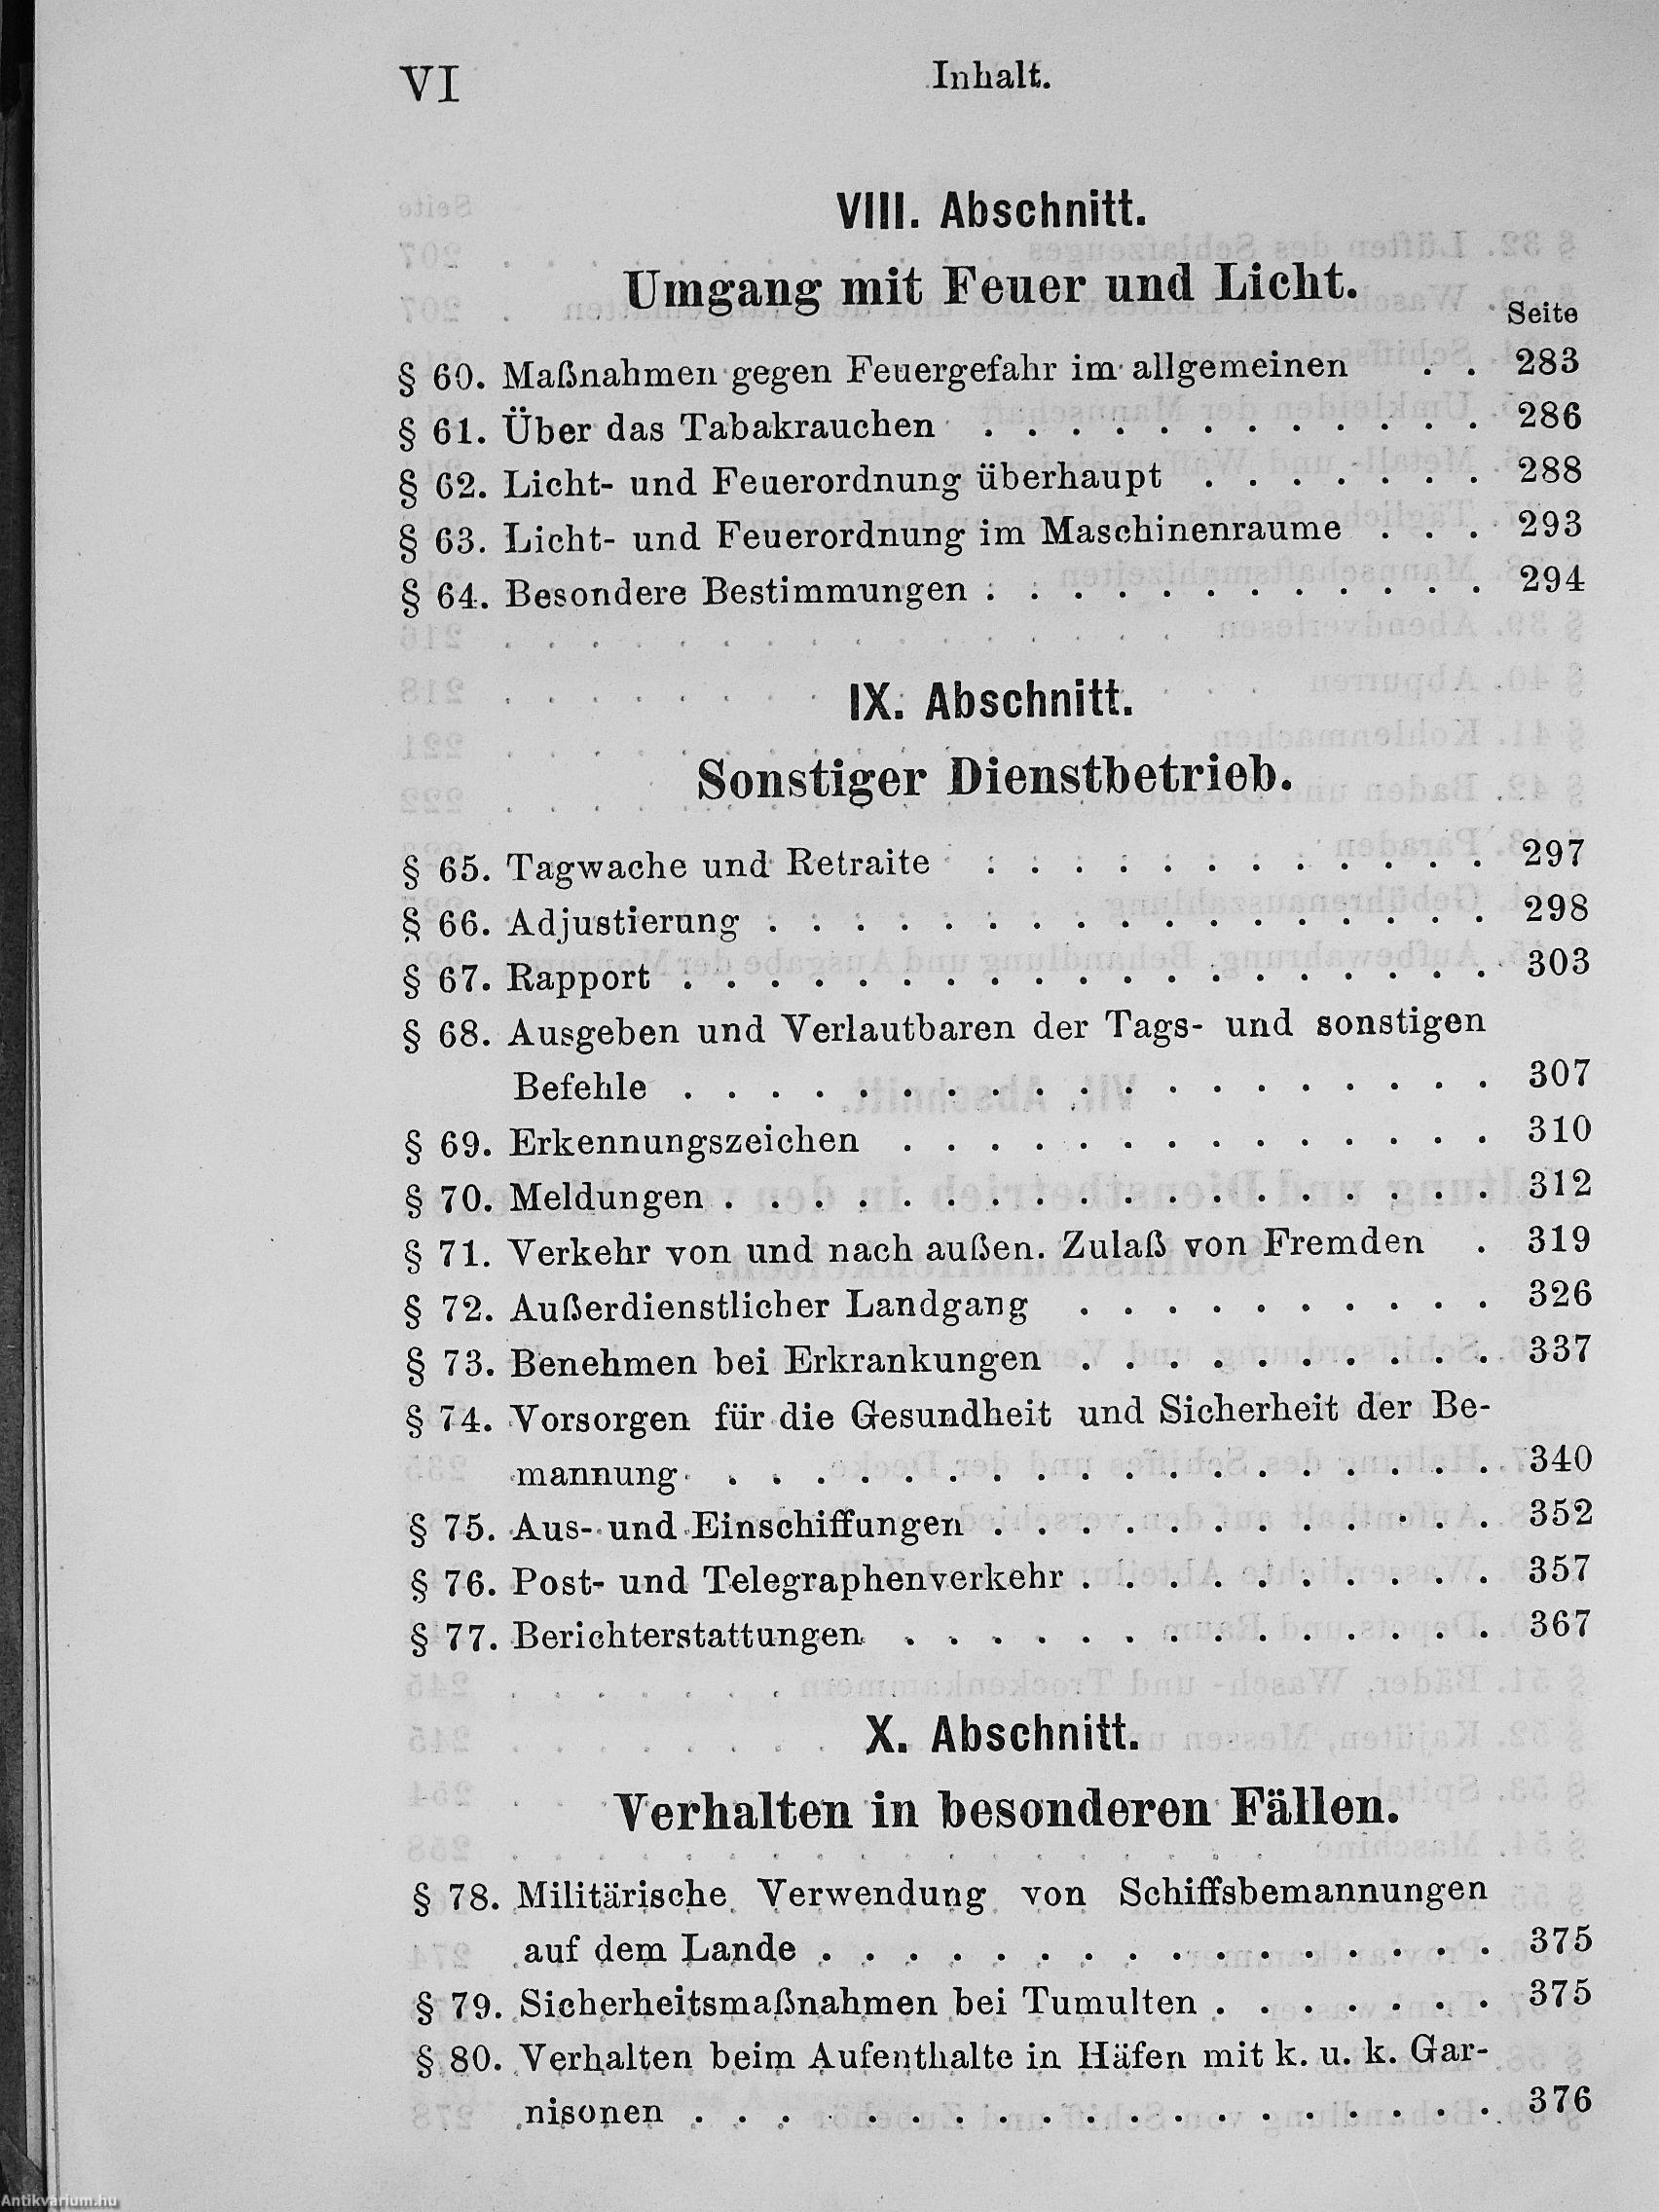 VI
Inhalt.
VIII. Abschnitt.
Umgang mit Feuer und Licht.
Seite
§ 60. Maßnahmen gegen Feuergefahr im allgemeinen . . 283
§ 61. Über das Tabakrauchen . . . . . . . . . . . . 286
§ 62. Licht- und Feuerordnung überhaupt . . . . . . . 288
§ 63. Licht- und Feuerordnung im Maschinenraume . . . 293
§ 64. Besondere Bestimmungen . . . . . . . . . . . . 294
IX. Abschnitt.
Sonstiger Dienstbetrieb.
§ 65. Tagwache und Retraite . . . . . . . . . . . . 297
§ 66. Adjustierung . . . . . . . . . . . . . . . . . 298
§ 67. Rapport . . . . . . . . . . . . . . . . . . . 303
§ 68. Ausgeben und Verlautbaren der Tags- und sonstigen
Befehle . . . . . . . . . . . . . . . . . . . 307
§ 69. Erkennungszeichen . . . . . . . . . . . . . . 310
§ 70. Meldungen . . . . . . . . . . . . . . . . . . 312
§ 71. Verkehr von und nach außen. Zulaß von Fremden . 319
§ 72. Außerdienstlicher Landgang . . . . . . . . . . 326
§ 73. Benehmen bei Erkrankungen . . . . . . . . . . 337
§ 74. Vorsorgen für die Gesundheit und Sicherheit der Be-
mannung . . . . . . . . . . . . . . . . . . 340
§ 75. Aus- und Einschiffungen . . . . . . . . . . . . 352
§ 76. Post- und Telegraphenverkehr . . . . . . . . . . 357
§ 77. Berichterstattungen . . . . . . . . . . . . . . 367
X. Abschnitt.
Verhalten in besonderen Fällen.
§ 78. Militärische Verwendung von Schiffsbemannungen
auf dem Lande . . . . . . . . . . . . . . . . 375
§ 79. Sicherheitsmaßnahmen bei Tumulten . . . . . . . 375
§ 80. Verhalten beim Aufenthalte in Häfen mit k. u. k. Gar-
nisonen . . . . . . . . . . . . . . . . . . . 376
Antikvarium.hu